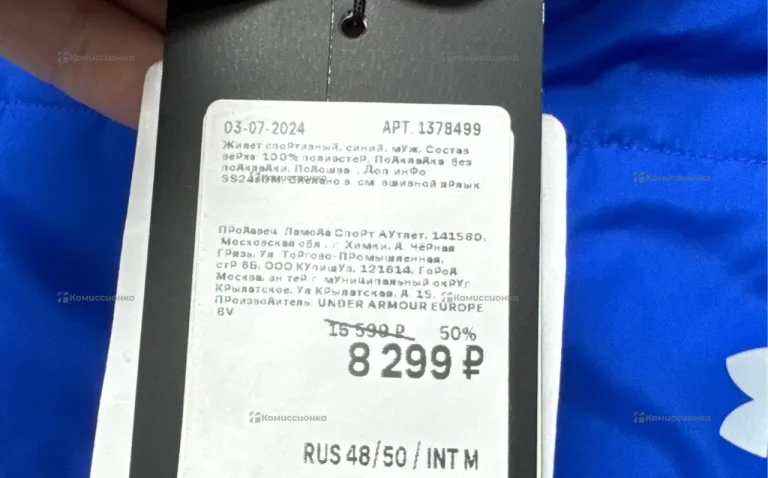 03-07-2024 АРТ. 1378499
Жилет спортивный, синий, муж. Состав
верха 100% полиэстер, Подкладка без
подкладки, Подошва . Доп инфо
Сделано в см. вшивной ярлык
Продавец Ламода Спорт Аутлет, 141580,
Московская обл., г. Химки, Д. Чёрная
Грязь, Ул Торгово-Промышленная,
стр 6Б, ООО КупишУз, 121614, Город
Москва, вн тер г. муниципальный округ
Крылатское, Ул Крылатская, Д 15,
Производитель: UNDER ARMOUR EUROPE
BV
15 599 ₽ 50%
8 299 ₽
RUS 48/50 / INT M
Комиссионка
Комиссионка
Комиссионка
Комиссионка
Комиссионка
Комиссионка
Комиссионка
Комиссионка